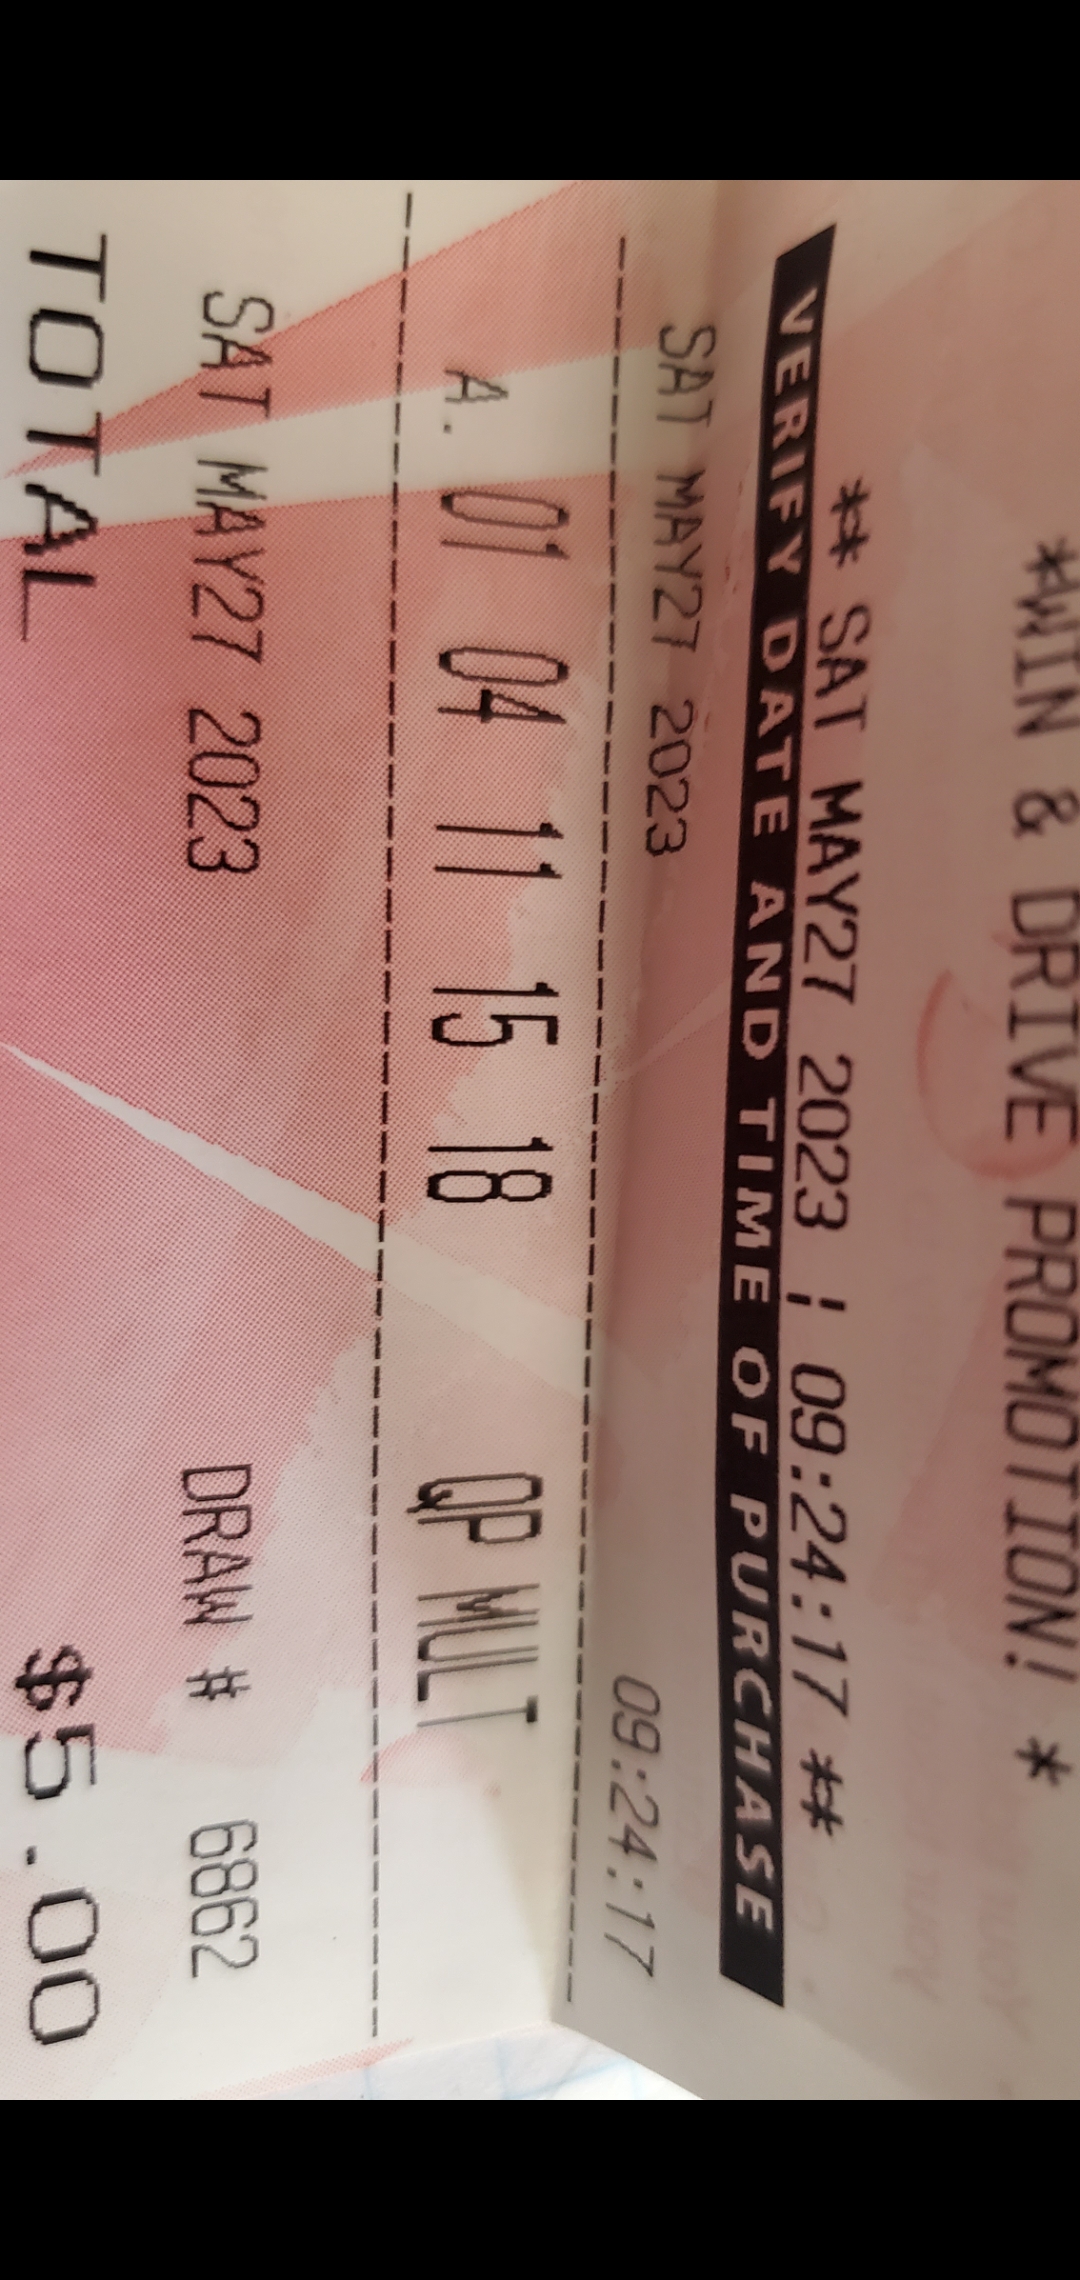 *WIN & DRIVE PROMOTION! *
** SAT MAY27 2023 ! 09:24:17 **
VERIFY DATE AND TIME OF PURCHASE
SAT MAY27 2023 09:24:17
A. 01 04 11 15 18 QP MULT
SAT MAY27 2023 DRAW # 6862
TOTAL $5.00